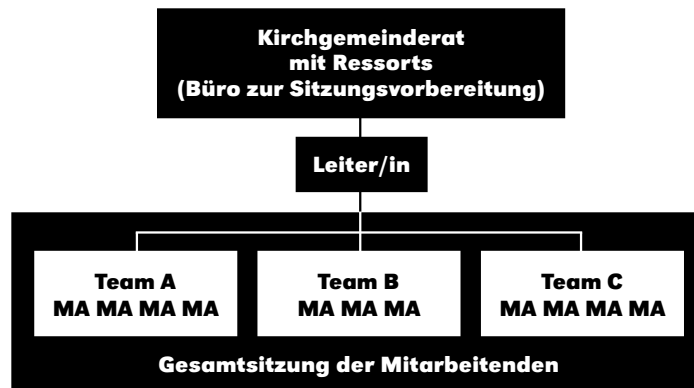 Kirchgemeinderat
mit Ressorts
(Büro zur Sitzungsvorbereitung)
Leiter/in
Team A
MA MA MA MA
Team B
MA MA MA
Team C
MA MA MA MA
Gesamtsitzung der Mitarbeitenden